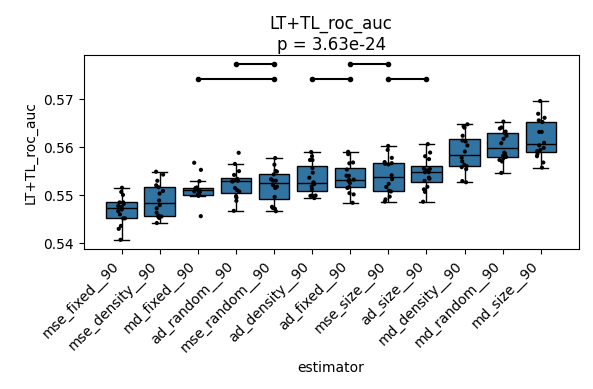 LT+TL_roc_auc
p = 3.63e-24
LT+TL_roc_auc
0.57
0.56
0.55
0.54
mse_fixed__90
mse_density__90
md_fixed__90
ad_random__90
mse_random__90
ad_density__90
ad_fixed__90
mse_size__90
ad_size__90
md_density__90
md_random__90
md_size__90
estimator